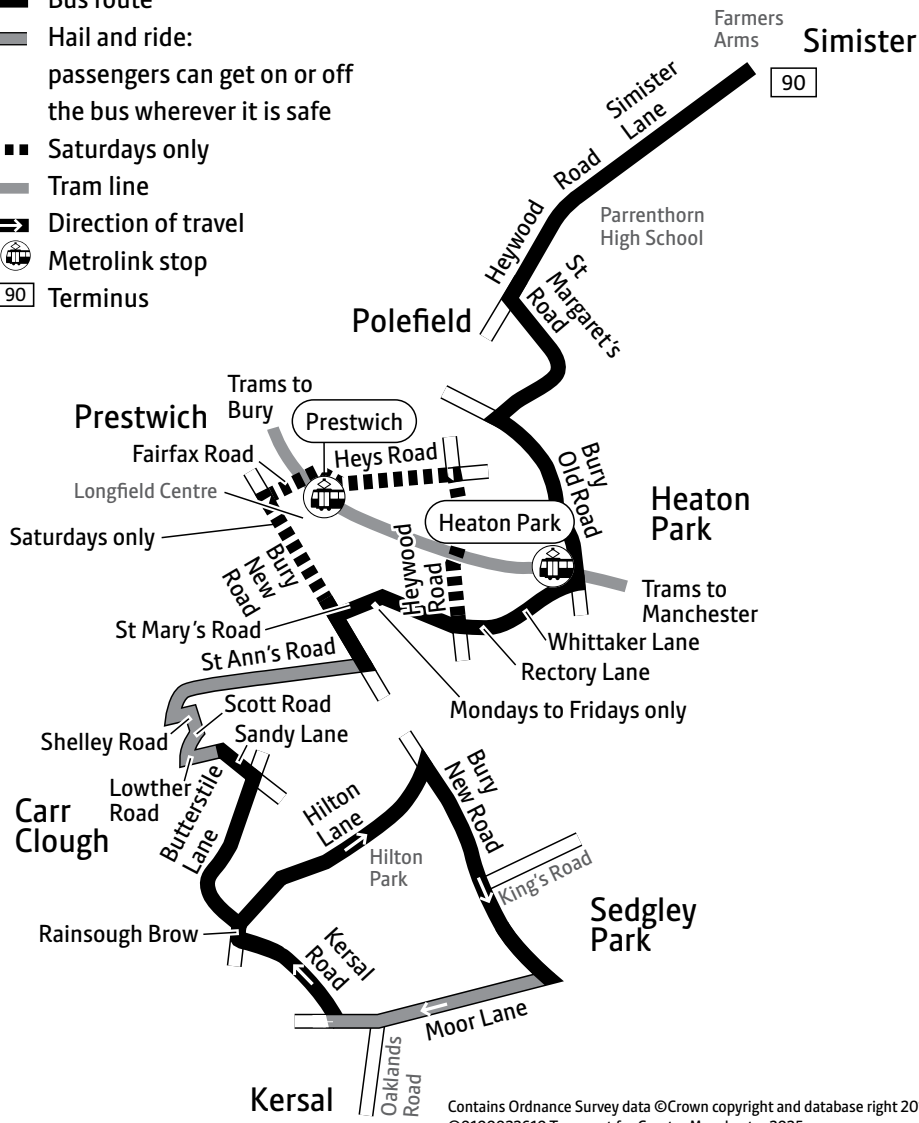 Bus route
Hail and ride:
passengers can get on or off
the bus wherever it is safe
Saturdays only
Tram line
Direction of travel
Metrolink stop
90 Terminus
Farmers
Arms
Simister
90
Simister
Lane
Road
Heywood
Parrenthorn
High School
St
Margaret's
Road
Polefield
Trams to
Bury
Prestwich
Prestwich
Fairfax Road
Heys Road
Longfield Centre
Bury
Old Road
Heaton
Park
Heaton Park
Saturdays only
Bury
New
Road
Heywood
Road
Trams to
Manchester
St Mary's Road
Whittaker Lane
St Ann's Road
Rectory Lane
Mondays to Fridays only
Scott Road
Shelley Road
Sandy Lane
Lowther
Road
Carr
Clough
Butterstile
Lane
Hilton
Lane
Bury
New Road
Hilton
Park
King's Road
Sedgley
Park
Rainsough Brow
Kersal
Road
Moor Lane
Oaklands
Road
Kersal
Contains Ordnance Survey data ©Crown copyright and database right 20